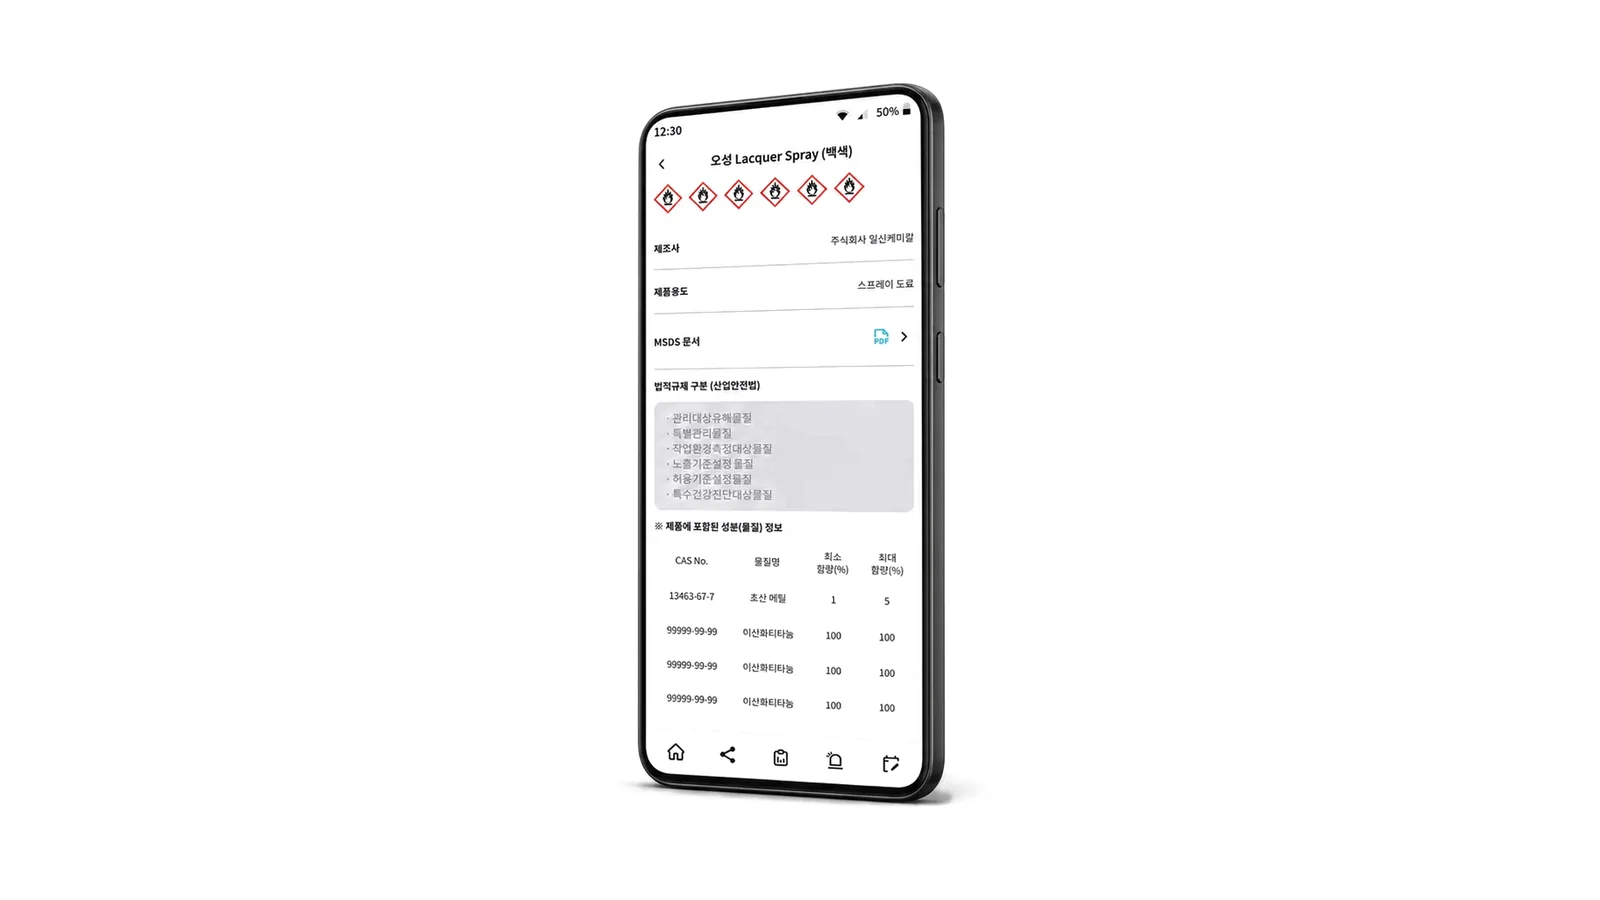 12:30
50%
오성 Lacquer Spray (백색)
제조사
주식회사 일신케미칼
제품용도
스프레이 도료
MSDS 문서
PDF
법적규제 구분 (산업안전법)
· 관리대상유해물질
· 특별관리물질
· 작업환경측정대상물질
· 노출기준설정 물질
· 허용기준설정물질
· 특수건강진단대상물질
※ 제품에 포함된 성분(물질) 정보
CAS No. 물질명 최소 함량(%) 최대 함량(%)
13463-67-7 초산 메틸 1 5
99999-99-99 이산화티타늄 100 100
99999-99-99 이산화티타늄 100 100
99999-99-99 이산화티타늄 100 100